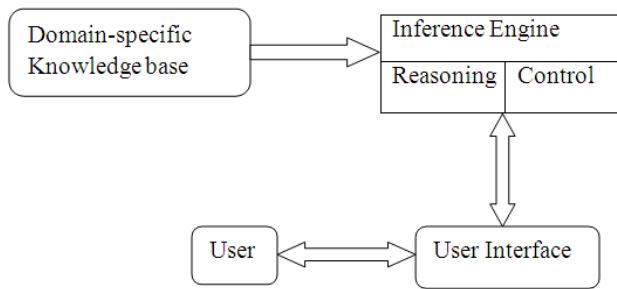 Domain-specific
Knowledge base
Inference Engine
Reasoning
Control
User
User Interface